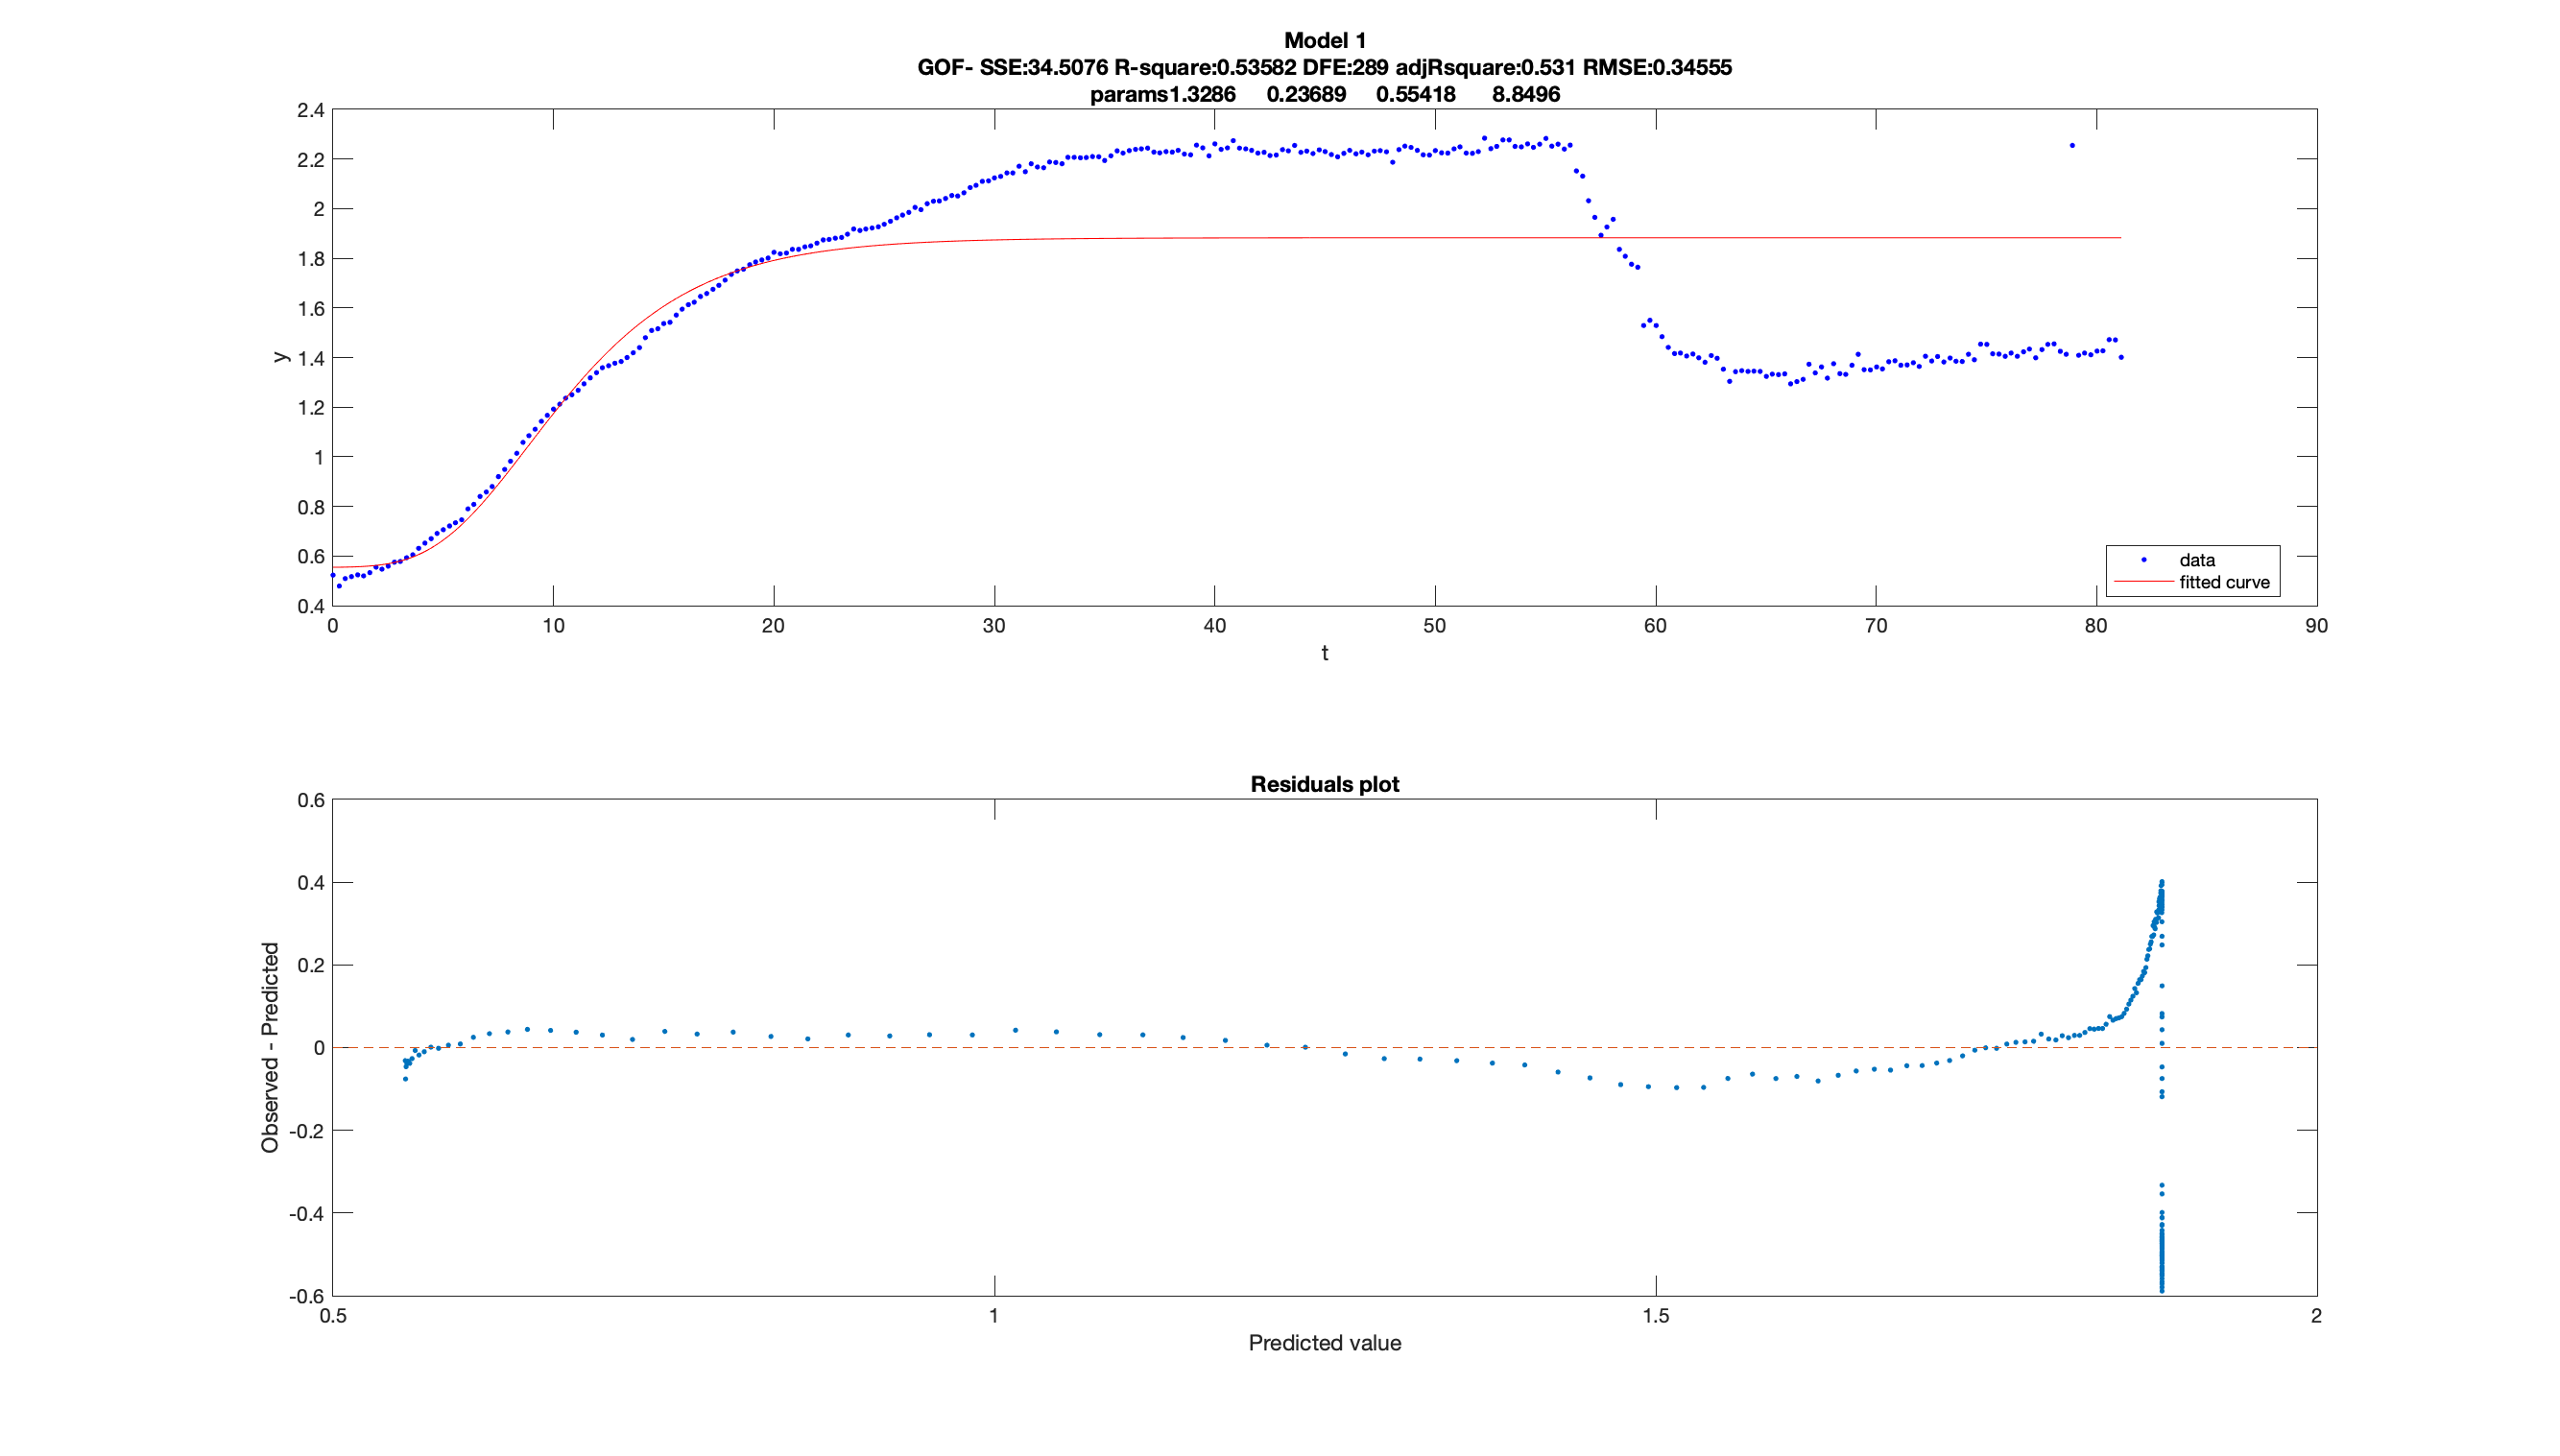 Model 1
GOF- SSE:34.5076 R-square:0.53582 DFE:289 adjRsquare:0.531 RMSE:0.34555
params1.3286 0.23689 0.55418 8.8496
2.4
2.2
2
1.8
1.6
1.4
1.2
1
0.8
0.6
0.4
y
0 10 20 30 40 50 60 70 80 90
t
data
fitted curve
Residuals plot
0.6
0.4
0.2
0
-0.2
-0.4
-0.6
Observed - Predicted
0.5 1 1.5 2
Predicted value